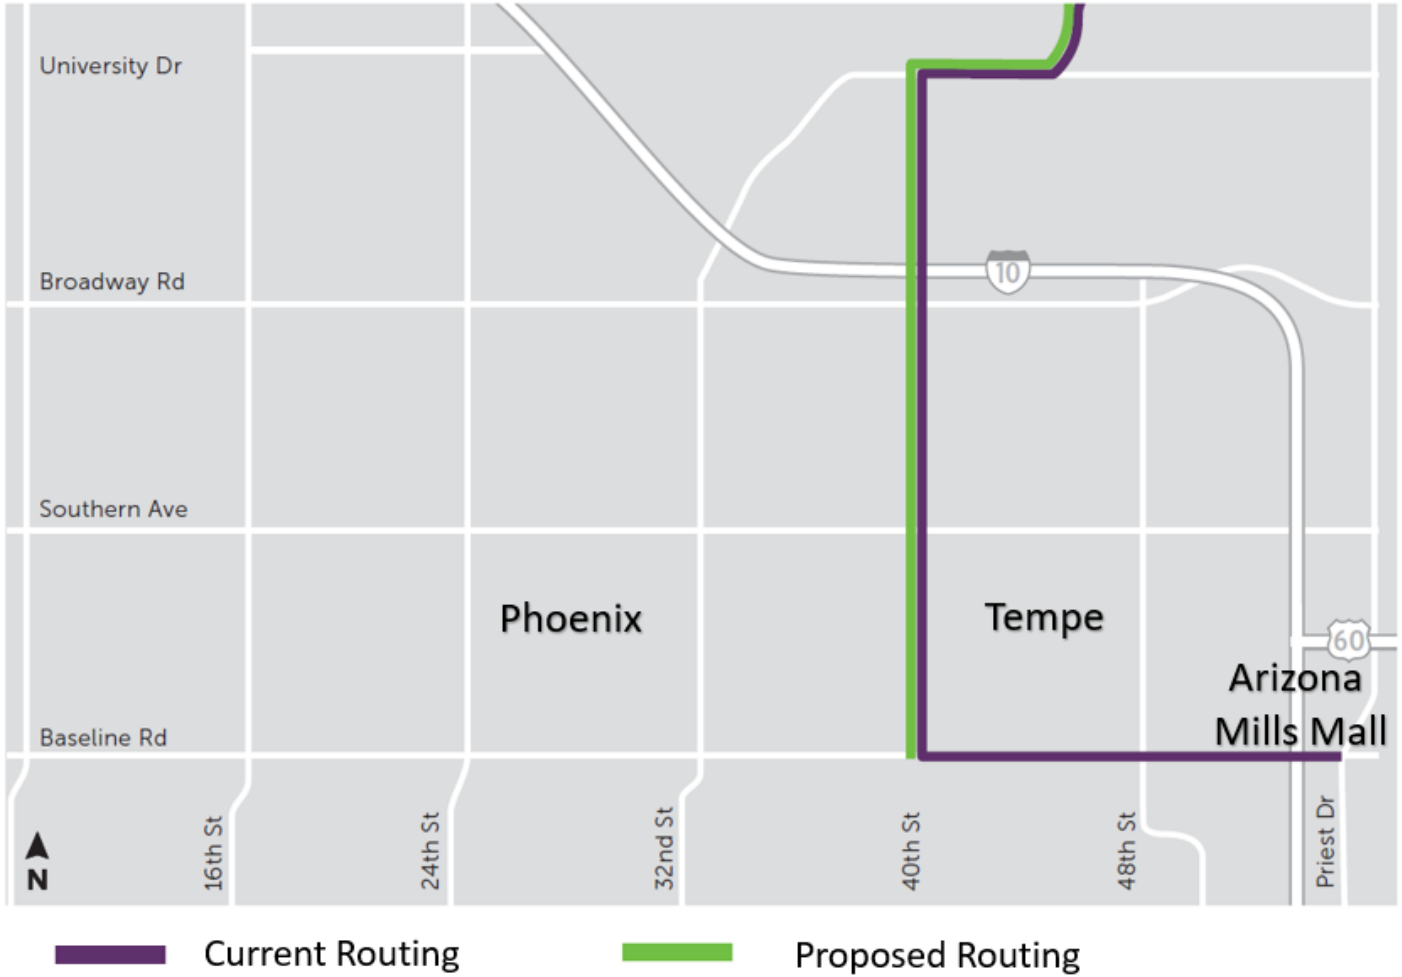 University Dr
Broadway Rd
10
Southern Ave
Phoenix
Tempe
60
Arizona
Mills Mall
Baseline Rd
N
16th St
24th St
32nd St
40th St
48th St
Priest Dr
Current Routing
Proposed Routing